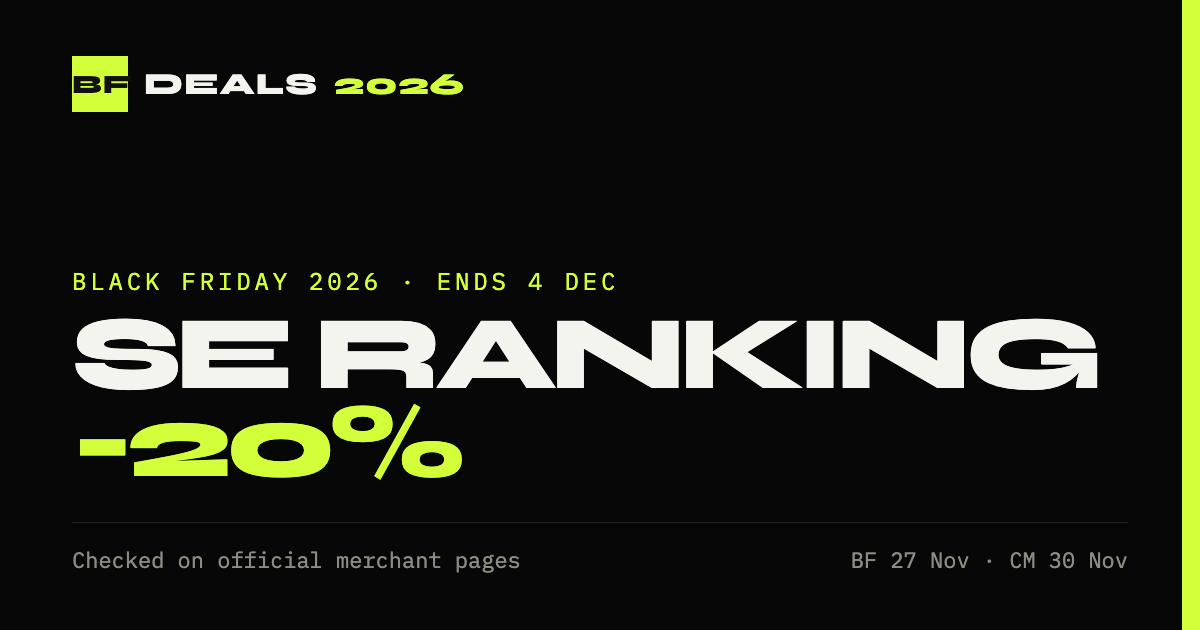 BF DEALS 2026
BLACK FRIDAY 2026 · ENDS 4 DEC
SE RANKING
-20%
Checked on official merchant pages
BF 27 Nov · CM 30 Nov